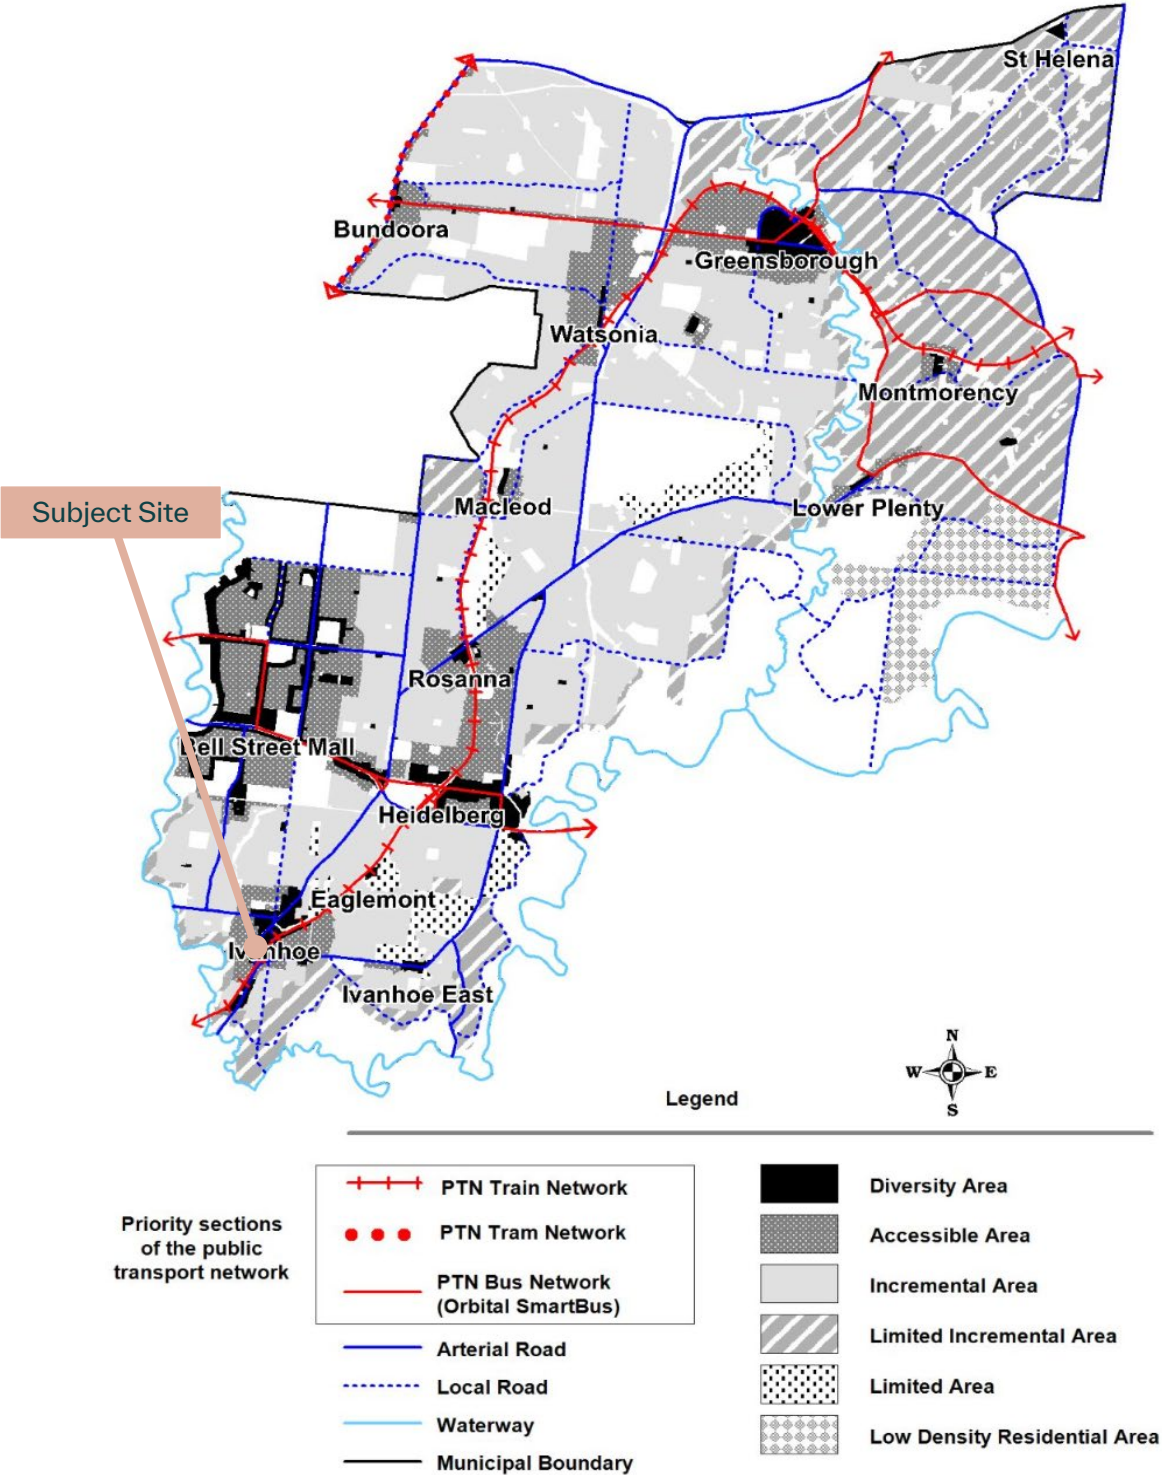 St Helena
Bundoora
Greensborough
Watsonia
Montmorency
Subject Site
Macleod
Lower Plenty
Rosanna
Bell Street Mall
Heidelberg
Eaglemont
Ivanhoe
Ivanhoe East
N
W E
S
Legend
Priority sections
of the public
transport network
PTN Train Network
PTN Tram Network
PTN Bus Network
(Orbital SmartBus)
Arterial Road
Local Road
Waterway
Municipal Boundary
Diversity Area
Accessible Area
Incremental Area
Limited Incremental Area
Limited Area
Low Density Residential Area